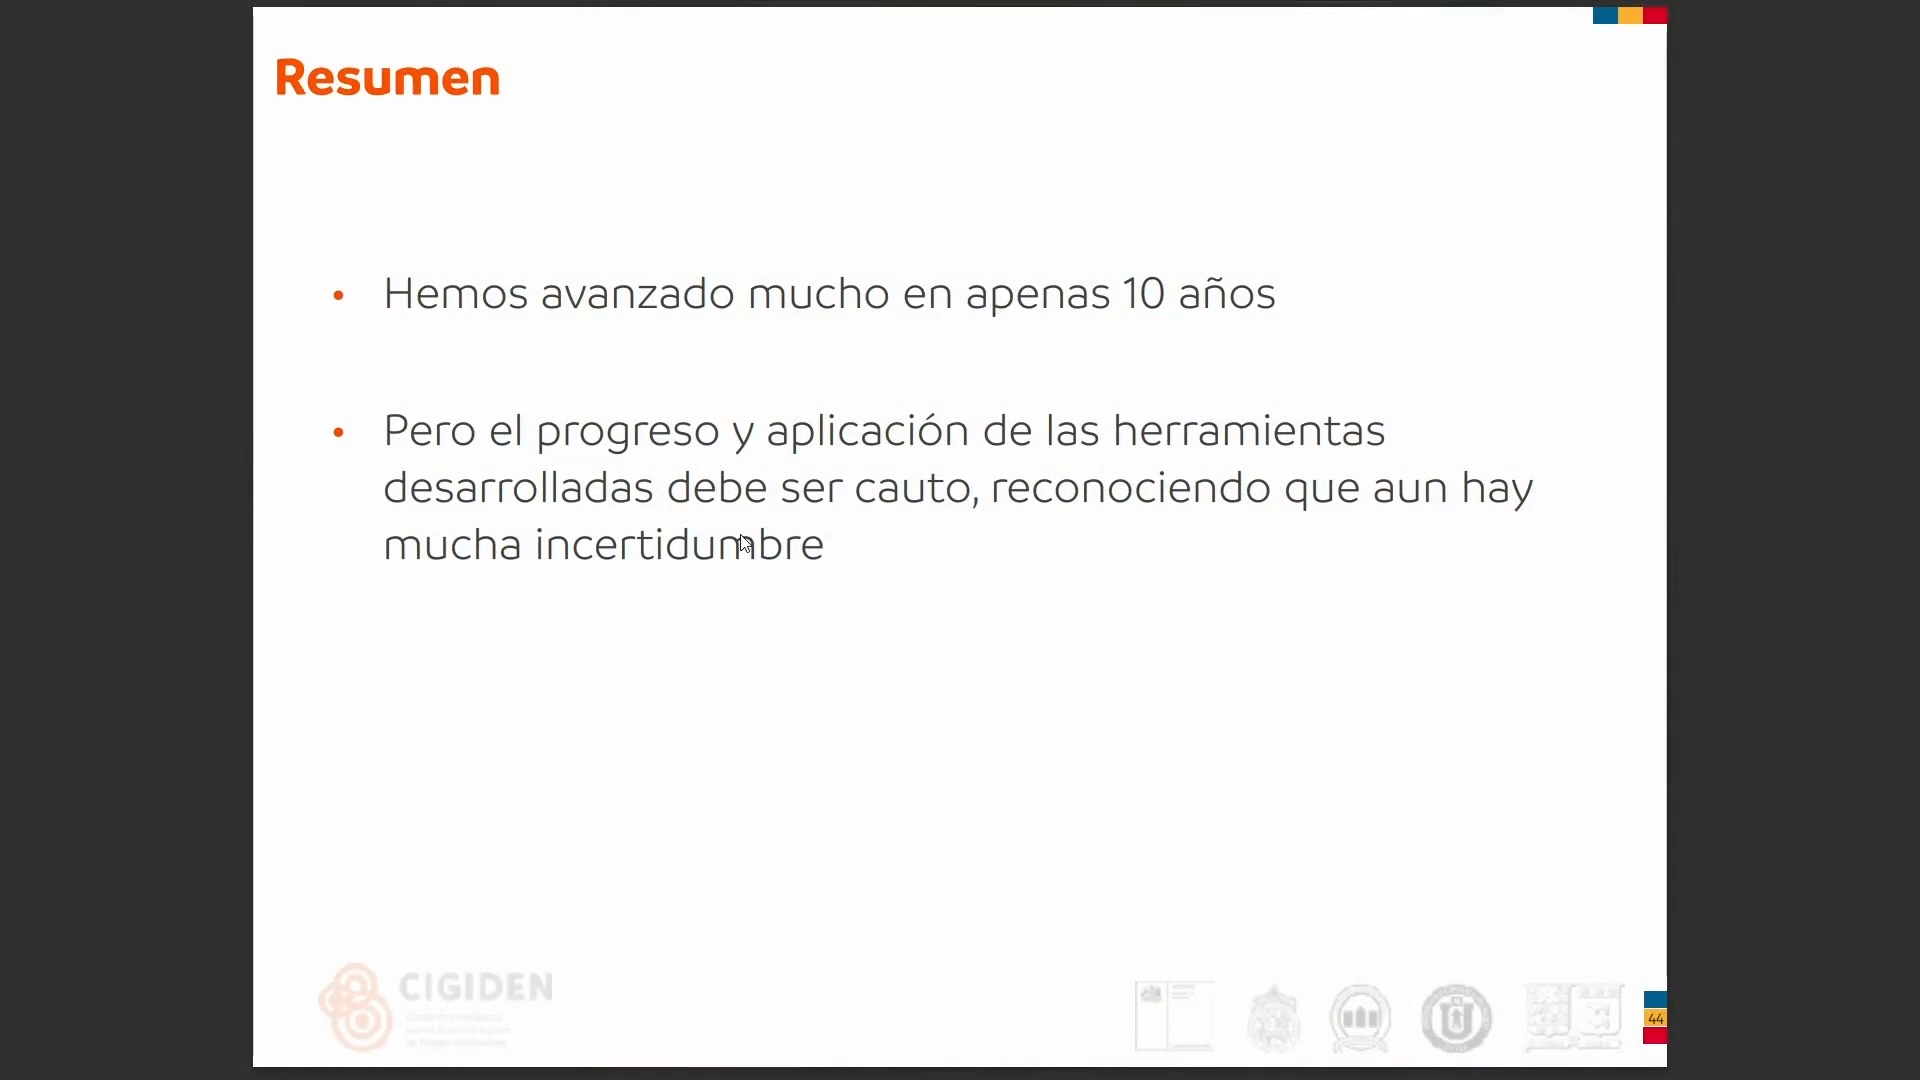 Resumen
• Hemos avanzado mucho en apenas 10 años
• Pero el progreso y aplicación de las herramientas
desarrolladas debe ser cauto, reconociendo que aun hay
mucha incertidumbre
CIGIDEN
44